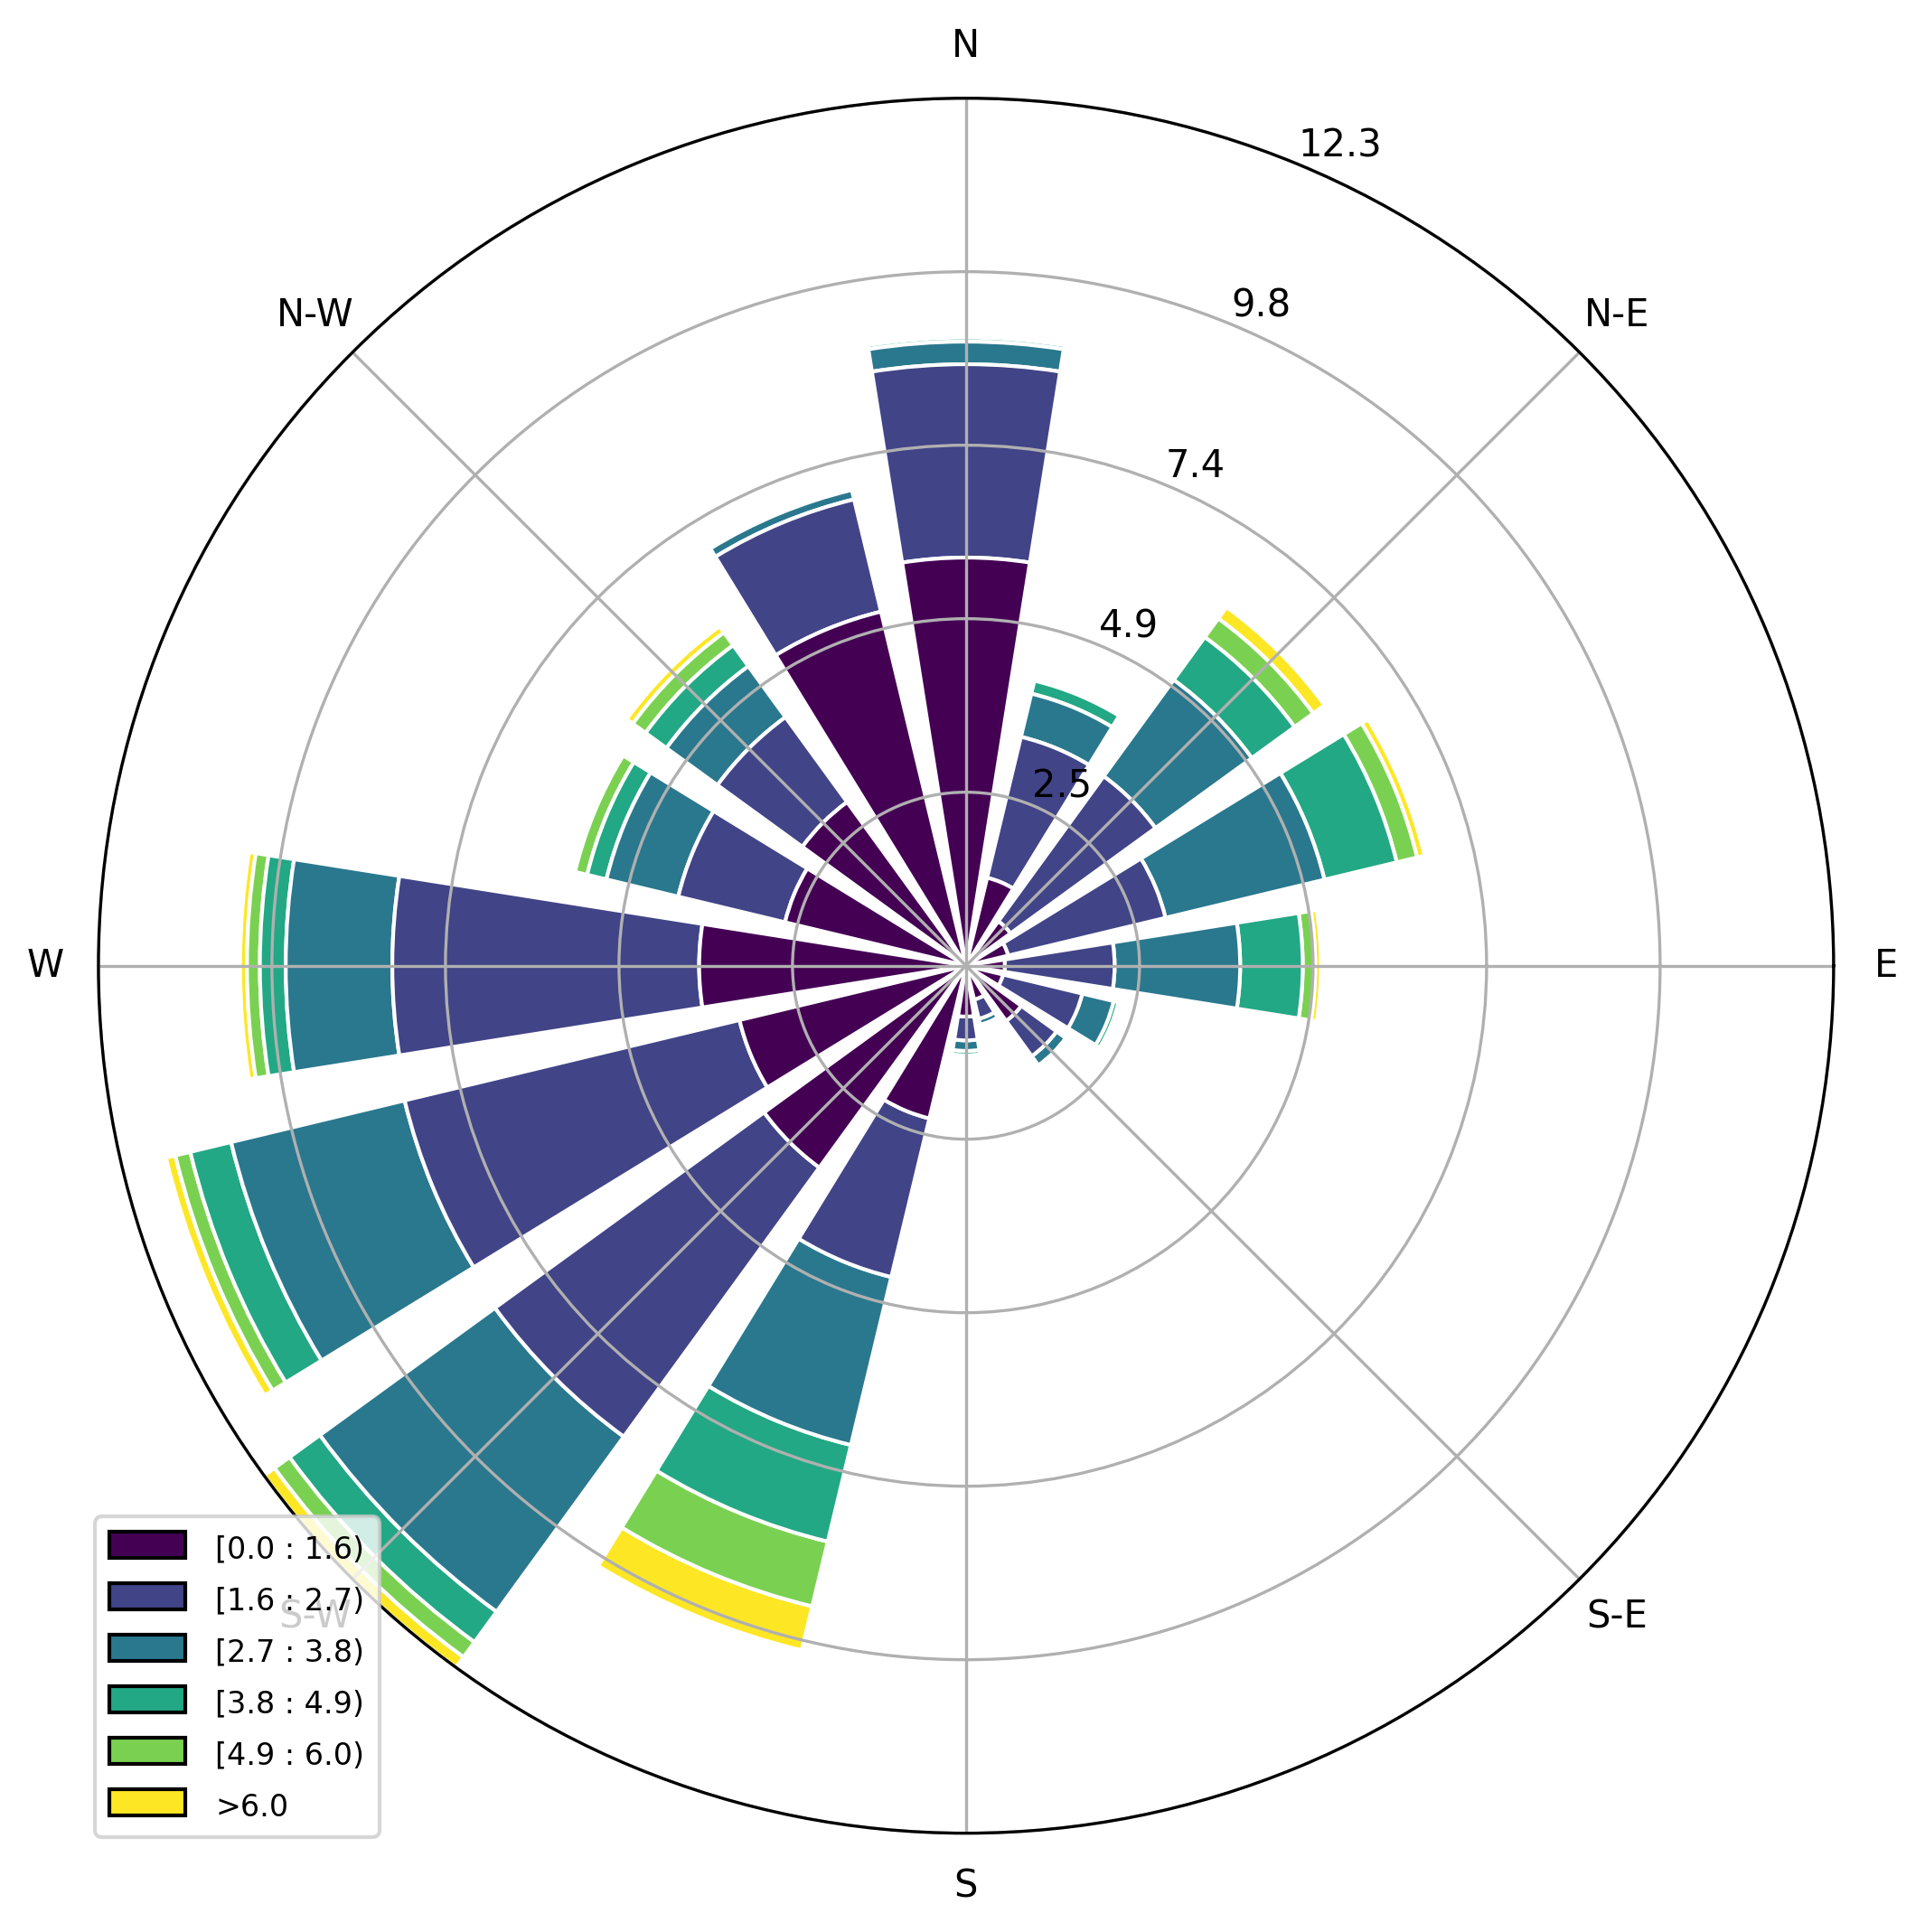 N
12.3
9.8
N-W
N-E
7.4
4.9
2.5
W
E
[0.0 : 1.6)
[1.6 : 2.7)
S-W
S-E
[2.7 : 3.8)
[3.8 : 4.9)
[4.9 : 6.0)
>6.0
S